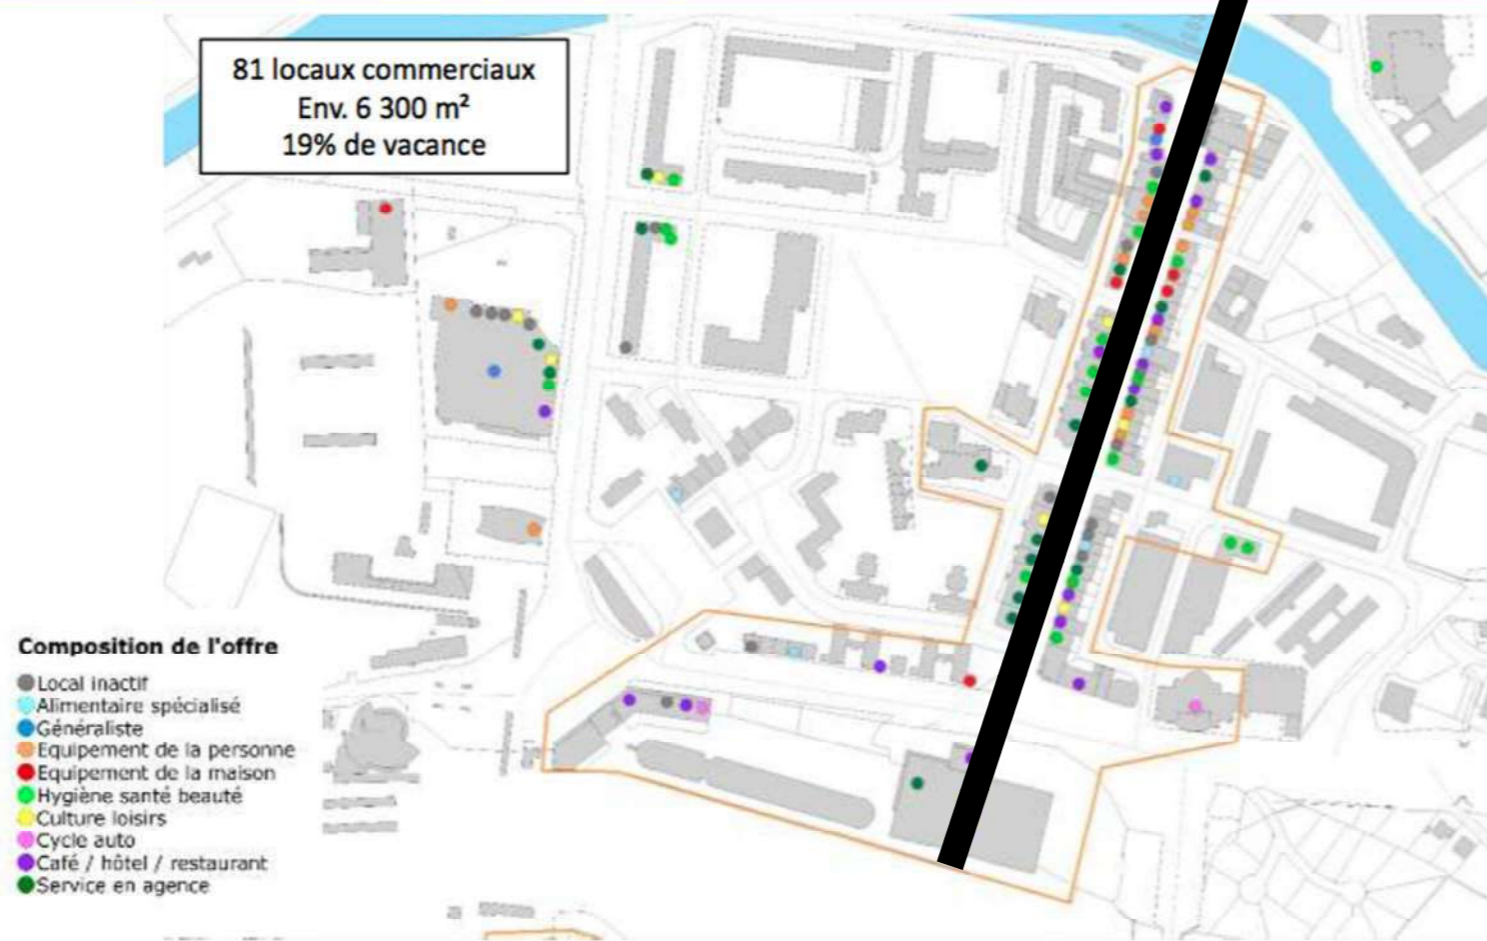 81 locaux commerciaux
Env. 6 300 m²
19% de vacance
Composition de l'offre
Local inactif
Alimentaire spécialisé
Généraliste
Equipement de la personne
Equipement de la maison
Hygiène santé beauté
Culture loisirs
Cycle auto
Café / hôtel / restaurant
Service en agence